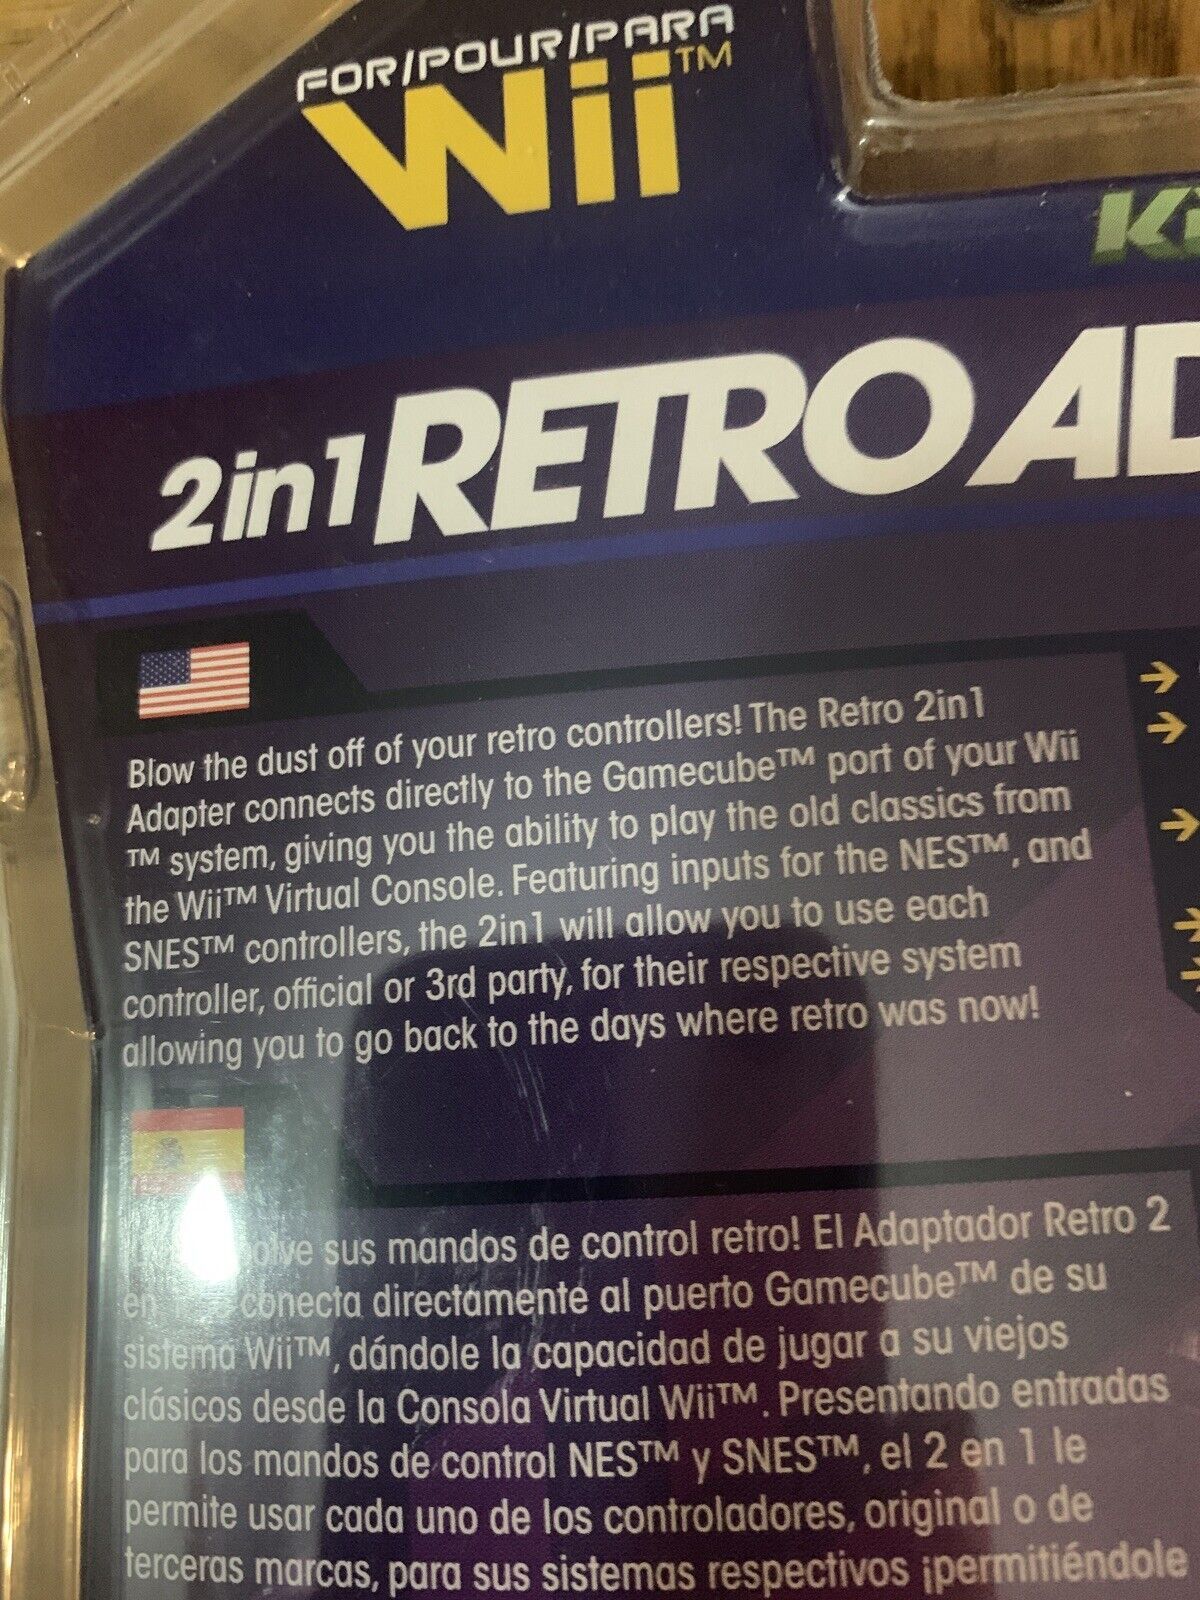 FOR/POUR/PARA
Wii™
Ki
2in1 RETRO AD
Blow the dust off of your retro controllers! The Retro 2in1
Adapter connects directly to the Gamecube™ port of your Wii
™ system, giving you the ability to play the old classics from
the Wii™ Virtual Console. Featuring inputs for the NES™, and
SNES™ controllers, the 2in1 will allow you to use each
controller, official or 3rd party, for their respective system
allowing you to go back to the days where retro was now!
sus mandos de control retro! El Adaptador Retro 2
en conecta directamente al puerto Gamecube™ de su
sistema Wii™, dándole la capacidad de jugar a su viejos
clásicos desde la Consola Virtual Wii™. Presentando entradas
para los mandos de control NES™ y SNES™, el 2 en 1 le
permite usar cada uno de los controladores, original o de
terceras marcas, para sus sistemas respectivos ¡permitiéndole